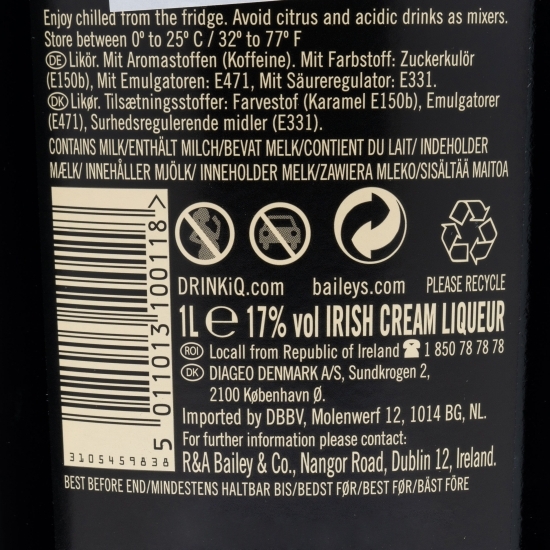 Enjoy chilled from the fridge. Avoid citrus and acidic drinks as mixers.
Store between 0° to 25° C / 32° to 77° F
DE Likör. Mit Aromastoffen (Koffeine). Mit Farbstoff: Zuckerkulör
(E150b), Mit Emulgatoren: E471, Mit Säureregulator: E331.
DK Likør. Tilsætningsstoffer: Farvestof (Karamel E150b), Emulgatorer
(E471), Surhedsregulerende midler (E331).
CONTAINS MILK/ENTHÄLT MILCH/BEVAT MELK/CONTIENT DU LAIT/ INDEHOLDER
MÆLK/ INNEHÅLLER MJÖLK/ INNEHOLDER MELK/ZAWIERA MLEKO/SISÄLTÄÄ MAITOA
5 011013 100118 >
3105459838
DRINKiQ.com baileys.com PLEASE RECYCLE
1L ℮ 17% vol IRISH CREAM LIQUEUR
ROI Locall from Republic of Ireland ☎ 1 850 78 78 78
DK DIAGEO DENMARK A/S, Sundkrogen 2,
2100 København Ø.
Imported by DBBV, Molenwerf 12, 1014 BG, NL.
For further information please contact:
R&A Bailey & Co., Nangor Road, Dublin 12, Ireland.
BEST BEFORE END/MINDESTENS HALTBAR BIS/BEDST FØR/BEST FØR/BÄST FÖRE